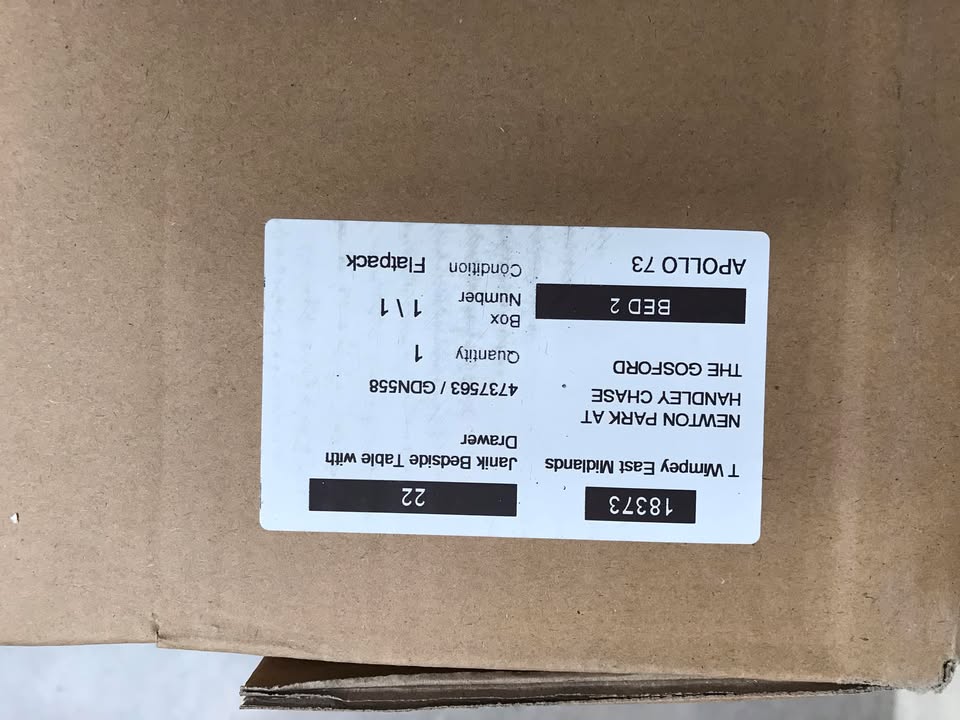 18373
T Wimpey East Midlands
NEWTON PARK AT
HANDLEY CHASE
THE GOSFORD
BED 2
APOLLO 73
22
Janik Bedside Table with
Drawer
4737563 / GDN558
Quantity 1
Box
Number 1 \ 1
Condition Flatpack